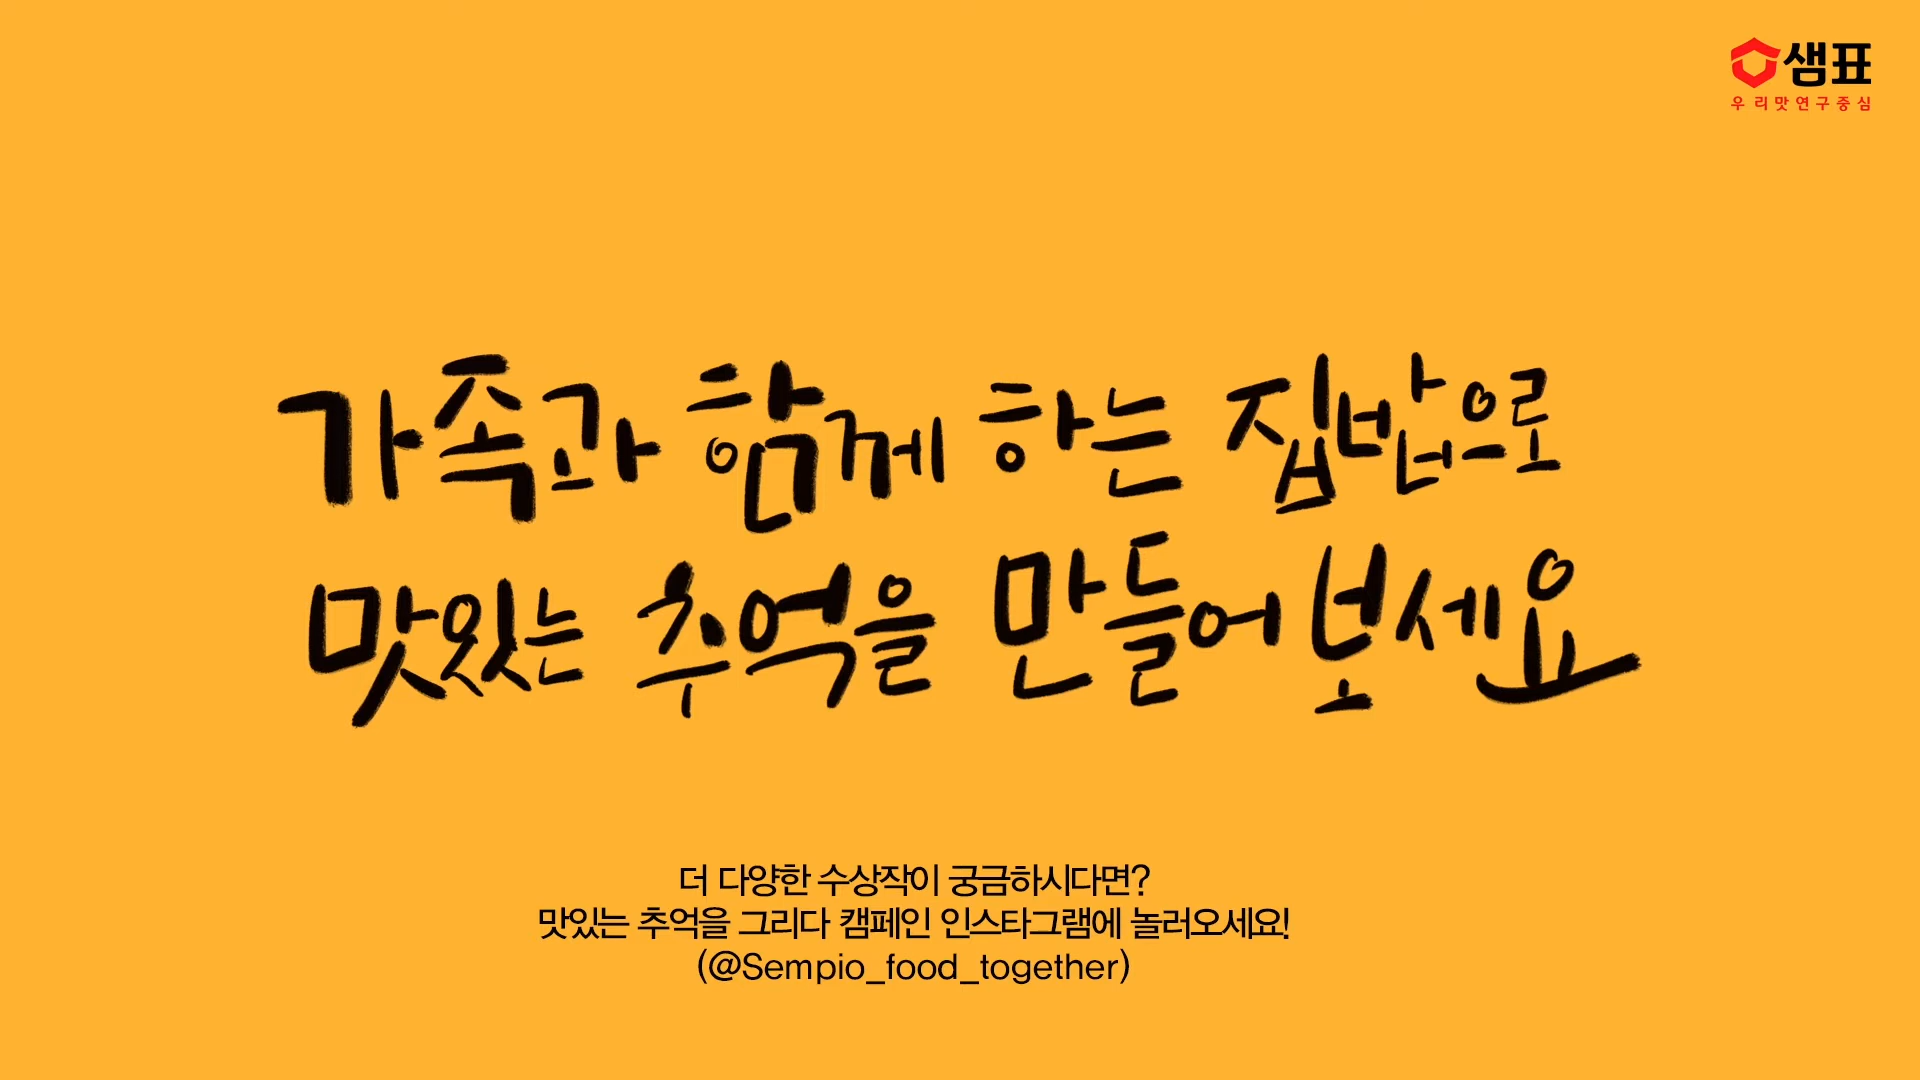 샘표
우리맛연구중심
가족과 함께 하는 집밥으로
맛있는 추억을 만들어보세요
더 다양한 수상작이 궁금하시다면?
맛있는 추억을 그리다 캠페인 인스타그램에 놀러오세요!
(@Sempio_food_together)